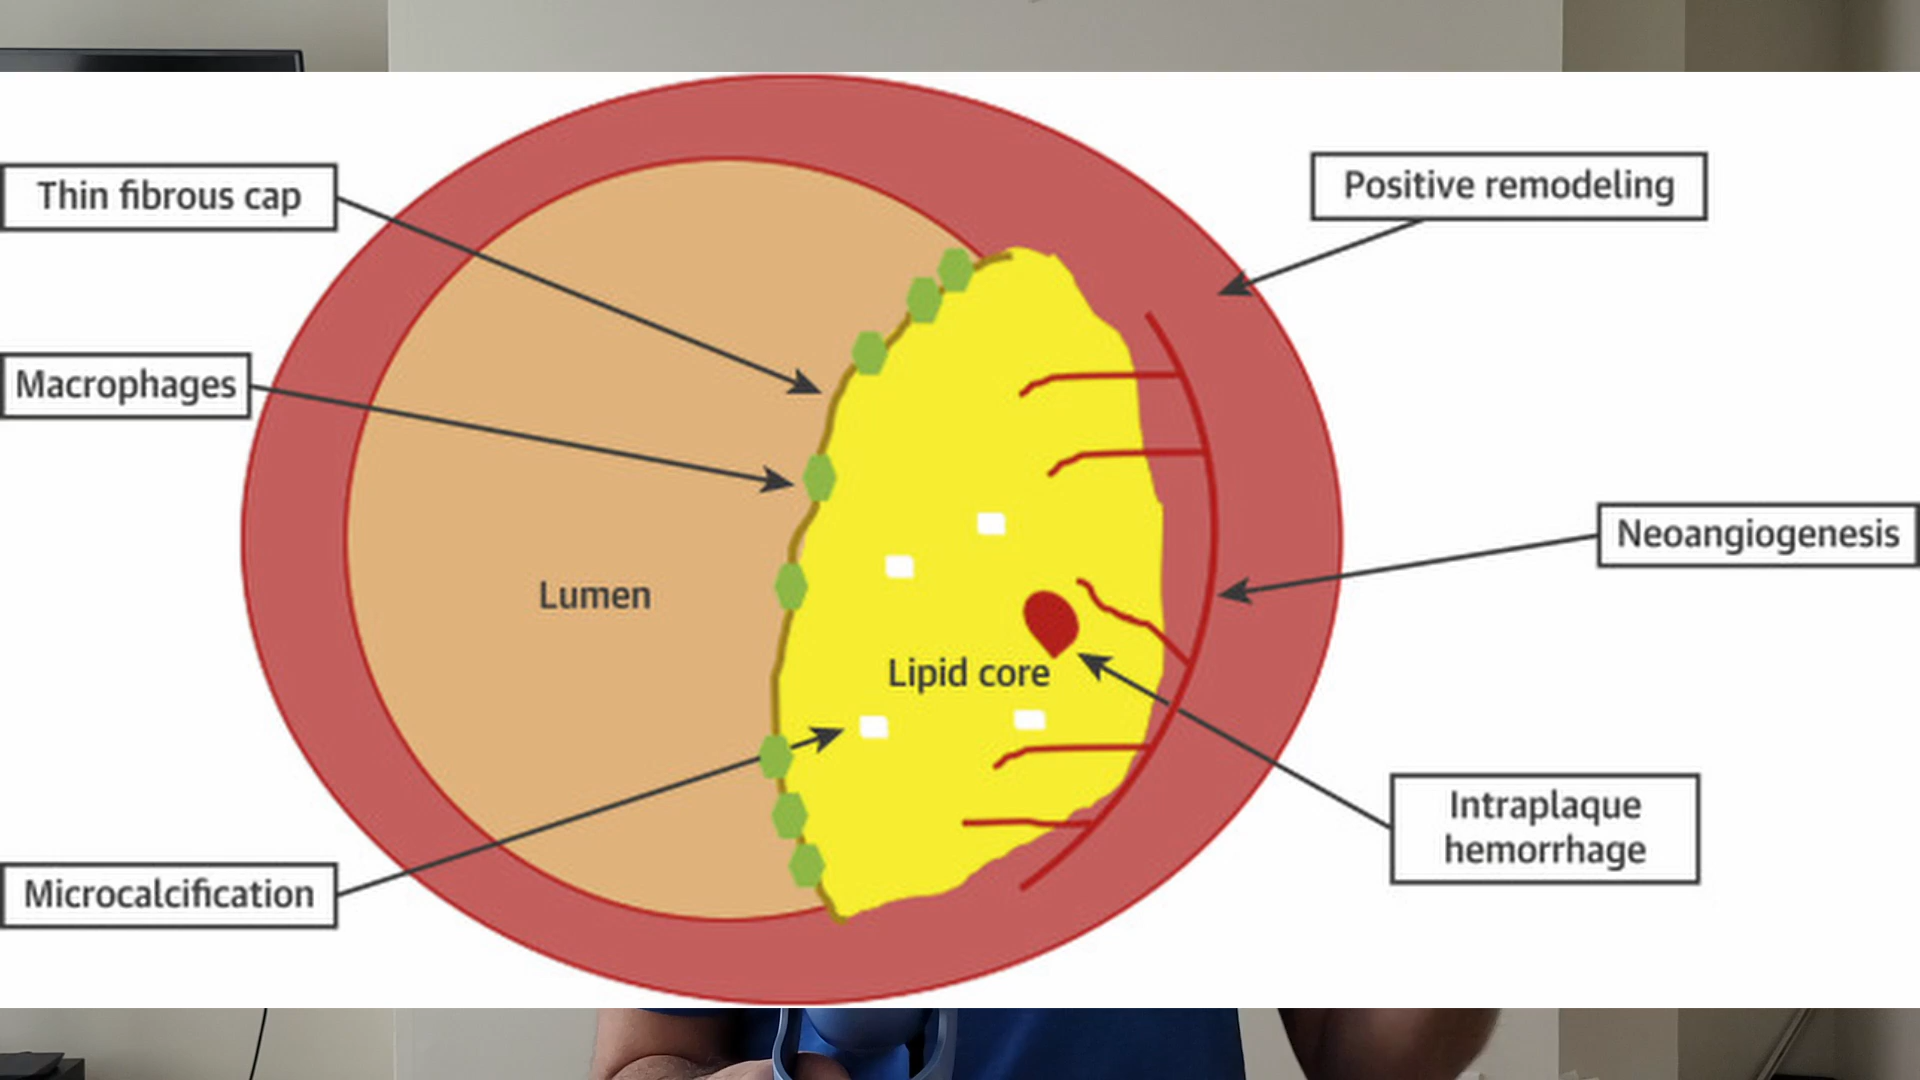 Thin fibrous cap
Positive remodeling
Macrophages
Neoangiogenesis
Lumen
Lipid core
Intraplaque
hemorrhage
Microcalcification